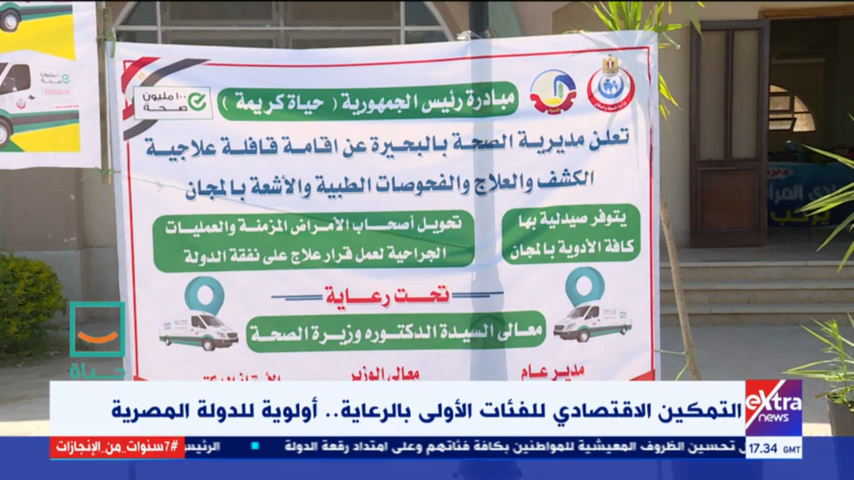 مبادرة رئيس الجمهورية ( حياة كريمة )
١٠٠ مليون
صحة
تعلن مديرية الصحة بالبحيرة عن اقامة قافلة علاجية
الكشف والعلاج والفحوصات الطبية والأشعة بالمجان
يتوفر صيدلية بها
كافة الأدوية بالمجان
تحويل أصحاب الأمراض المزمنة والعمليات
الجراحية لعمل قرار علاج على نفقة الدولة
تحت رعاية
معالى السيدة الدكتوره وزيرة الصحة
مدير عام
معالى الوزير
حياة
التمكين الاقتصادي للفئات الأولى بالرعاية.. أولوية للدولة المصرية
eXtra
news
تحسين الظروف المعيشية للمواطنين بكافة فئاتهم وعلى امتداد رقعة الدولة
الرئيس
#7سنوات_من_الإنجازات
17.34 GMT